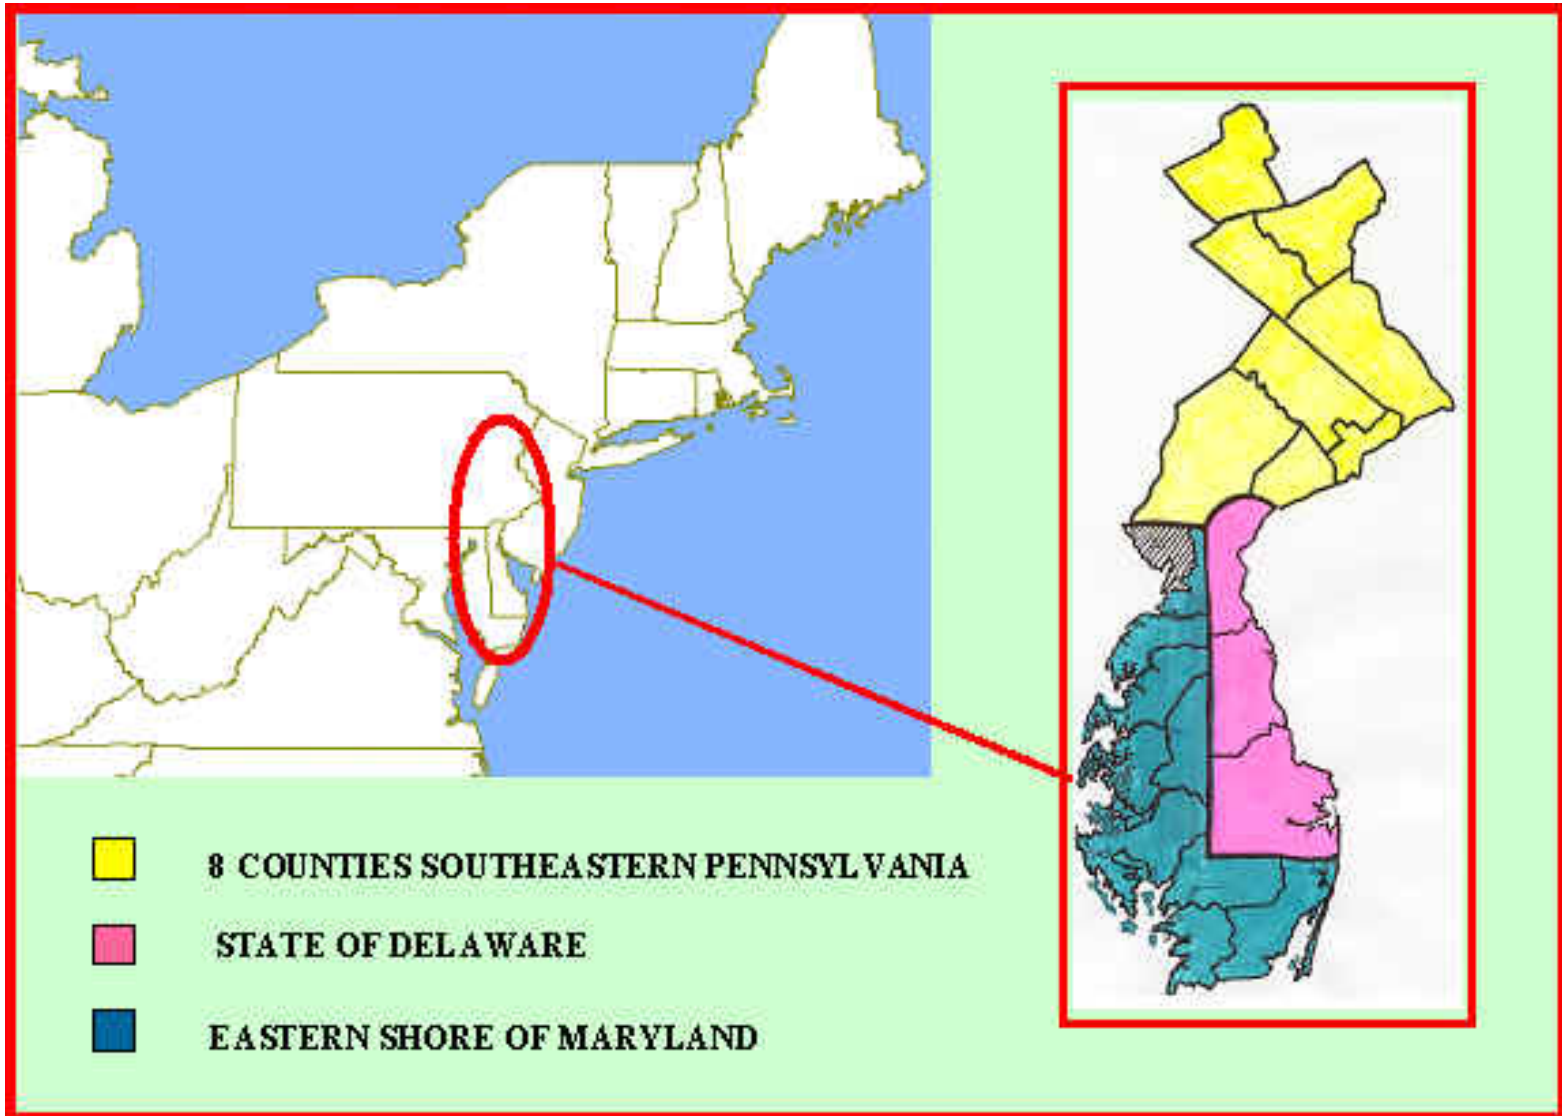 8 COUNTIES SOUTHEASTERN PENNSYLVANIA
STATE OF DELAWARE
EASTERN SHORE OF MARYLAND